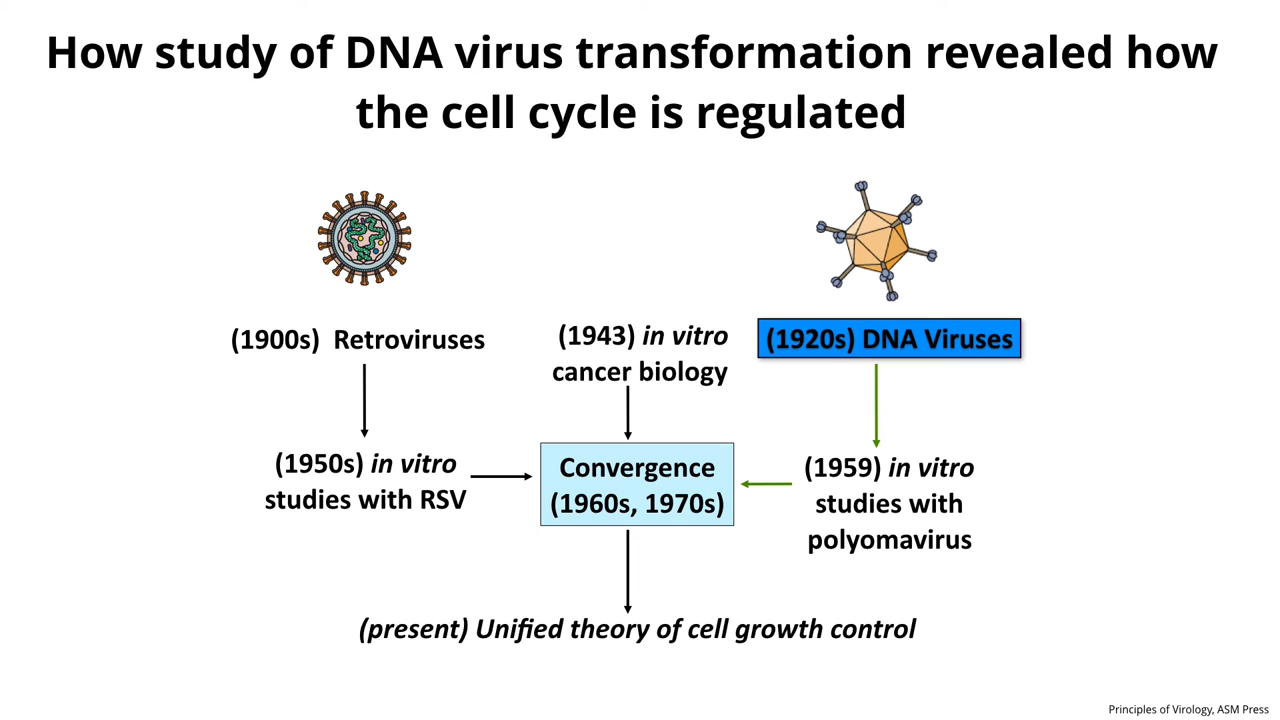 How study of DNA virus transformation revealed how
the cell cycle is regulated
(1900s) Retroviruses
(1943) in vitro
cancer biology
(1920s) DNA Viruses
(1950s) in vitro
studies with RSV
Convergence
(1960s, 1970s)
(1959) in vitro
studies with
polyomavirus
(present) Unified theory of cell growth control
Principles of Virology, ASM Press